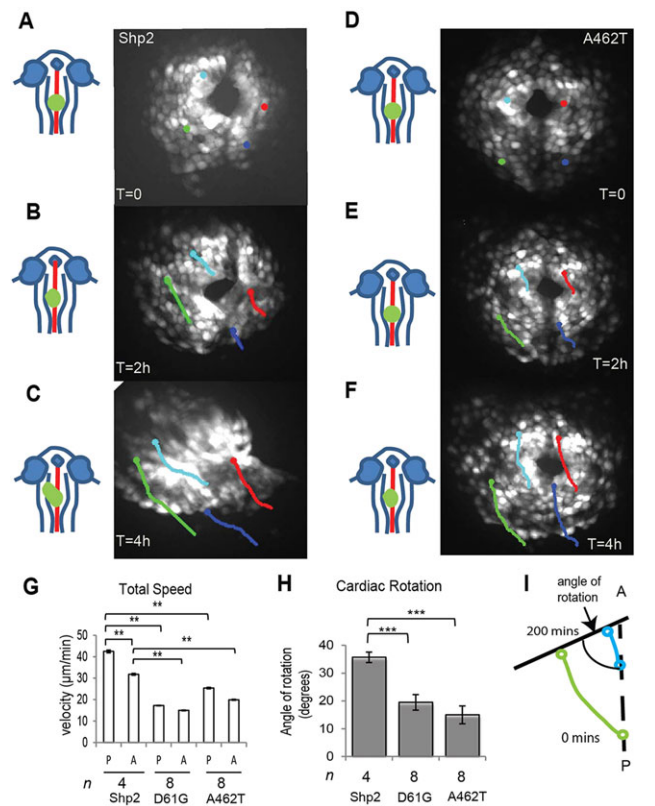 A
Shp2
T=0
B
T=2h
C
T=4h
D
A462T
T=0
E
T=2h
F
T=4h
G
Total Speed
**
**
**
**
**
velocity (µm/min)
50
40
30
20
10
0
P A P A P A
n 4 8 8
Shp2 D61G A462T
H
Cardiac Rotation
***
***
Angle of rotation
(degrees)
40
30
20
10
0
n 4 8 8
Shp2 D61G A462T
I
angle of
rotation
A
200 mins
0 mins
P